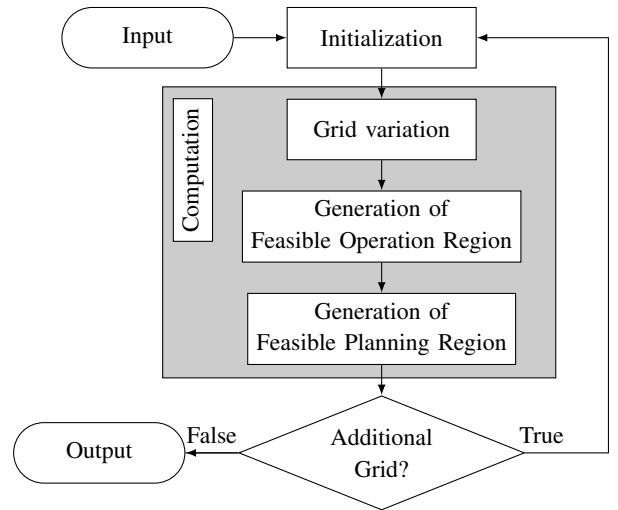 Input
Initialization
Computation
Grid variation
Generation of
Feasible Operation Region
Generation of
Feasible Planning Region
Output
False
Additional
Grid?
True